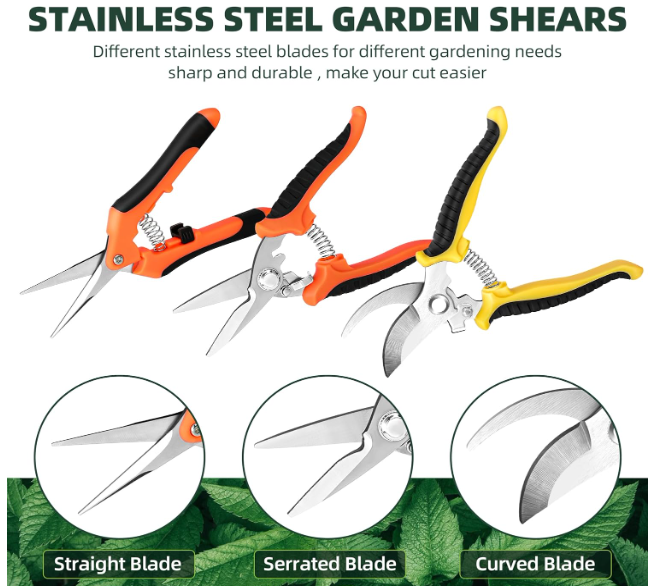 STAINLESS STEEL GARDEN SHEARS
Different stainless steel blades for different gardening needs
sharp and durable , make your cut easier
Straight Blade
Serrated Blade
Curved Blade